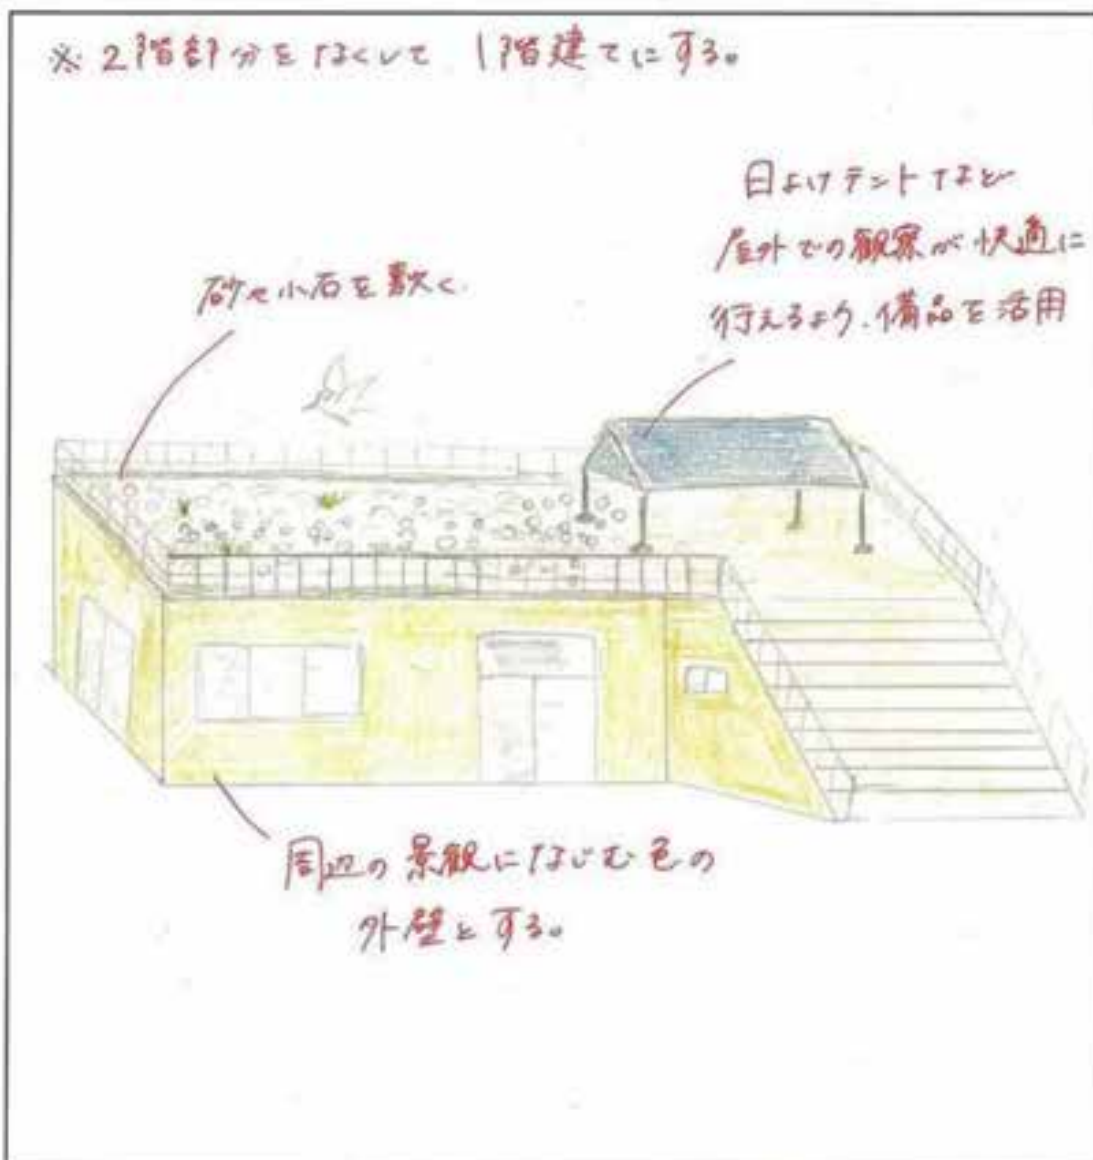 ※2階部分をなくして 1階建てにする。
日よけテントなど
屋外での観察が快適に
行えるよう、備品を活用
砂や小石を敷く
周辺の景観になじむ色の
外壁とする。